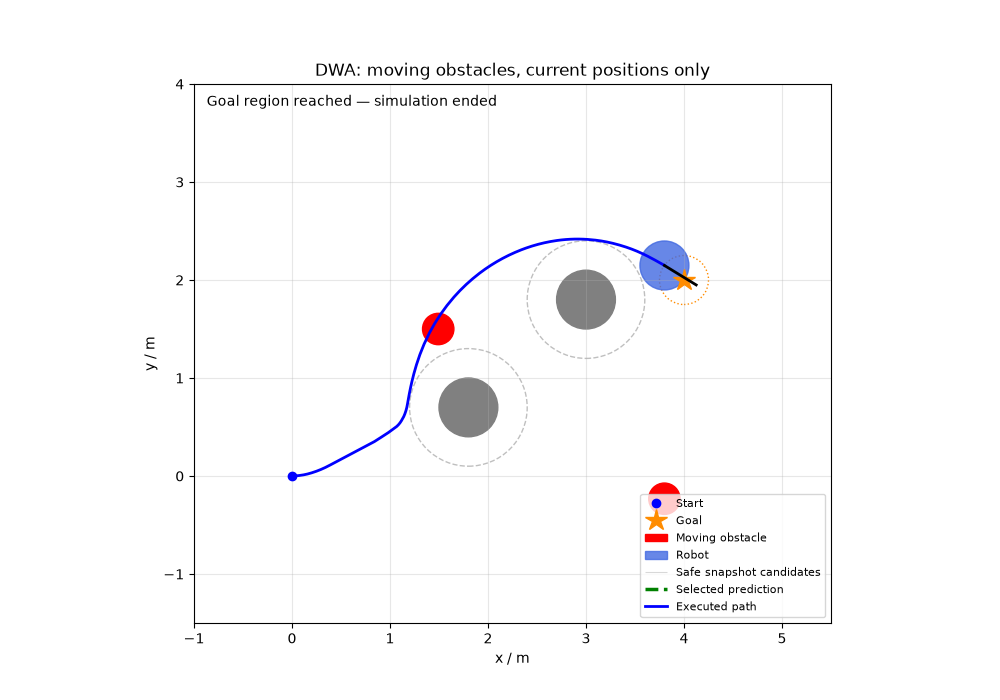 DWA: moving obstacles, current positions only
Goal region reached — simulation ended
y / m
4
3
2
1
0
−1
−1
0
1
2
3
4
5
x / m
Start
Goal
Moving obstacle
Robot
Safe snapshot candidates
Selected prediction
Executed path